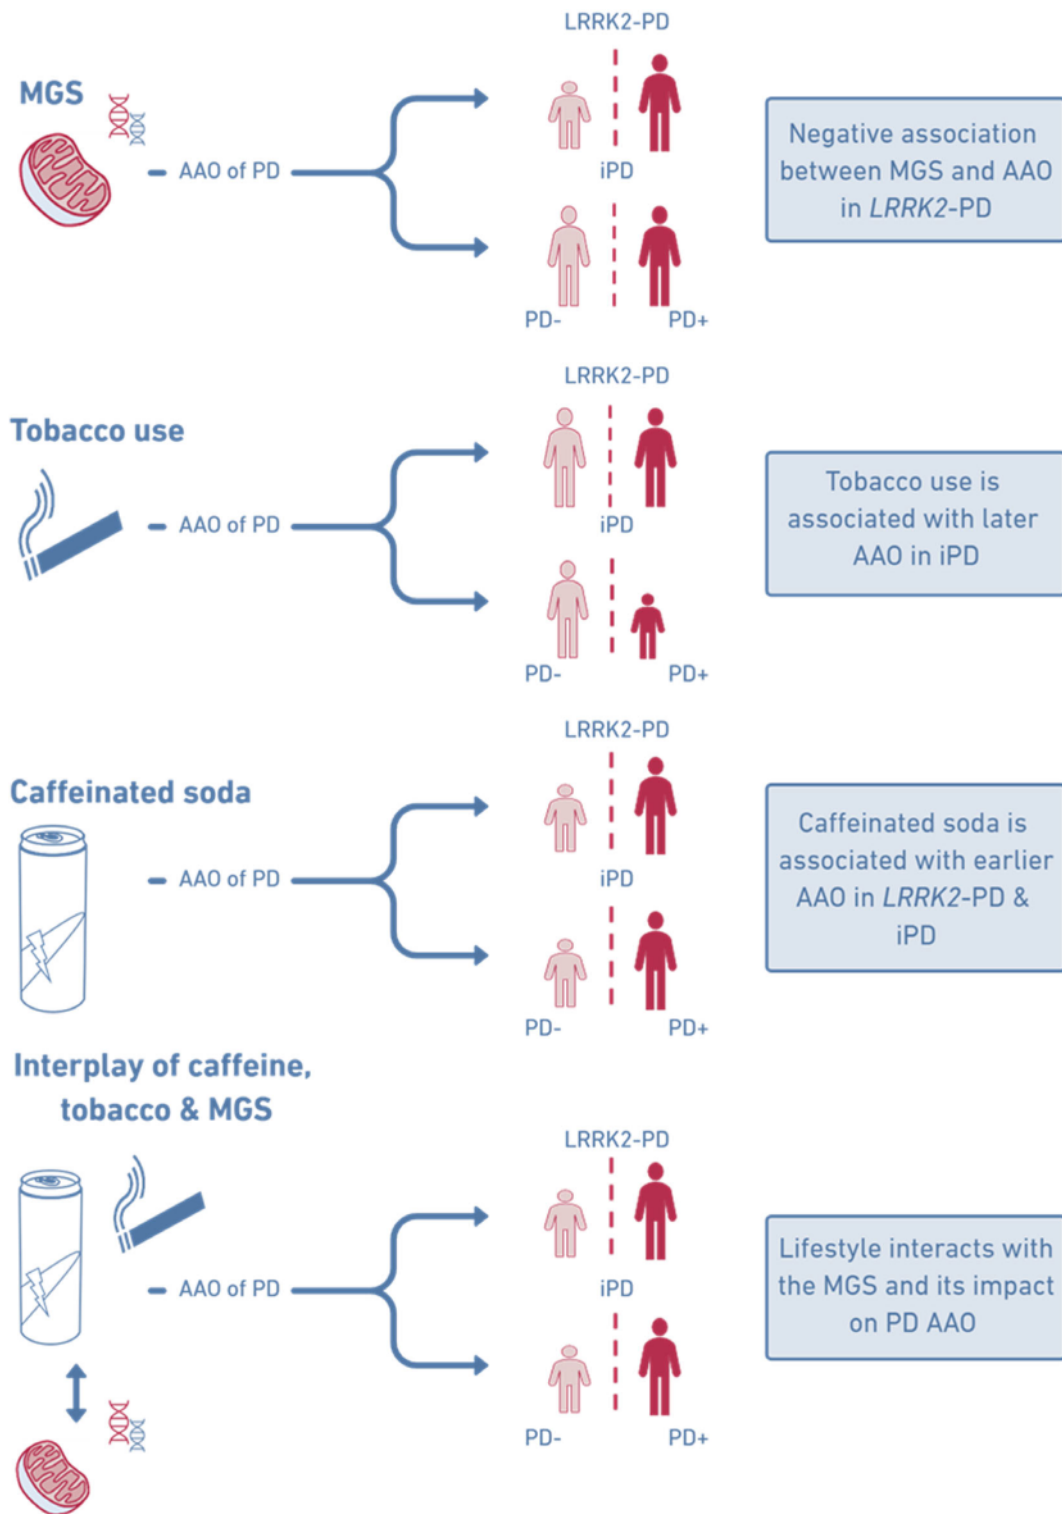 MGS
AAO of PD
LRRK2-PD
iPD
PD-
PD+
Negative association
between MGS and AAO
in LRRK2-PD
Tobacco use
AAO of PD
LRRK2-PD
iPD
PD-
PD+
Tobacco use is
associated with later
AAO in iPD
Caffeinated soda
AAO of PD
LRRK2-PD
iPD
PD-
PD+
Caffeinated soda is
associated with earlier
AAO in LRRK2-PD &
iPD
Interplay of caffeine,
tobacco & MGS
AAO of PD
LRRK2-PD
iPD
PD-
PD+
Lifestyle interacts with
the MGS and its impact
on PD AAO